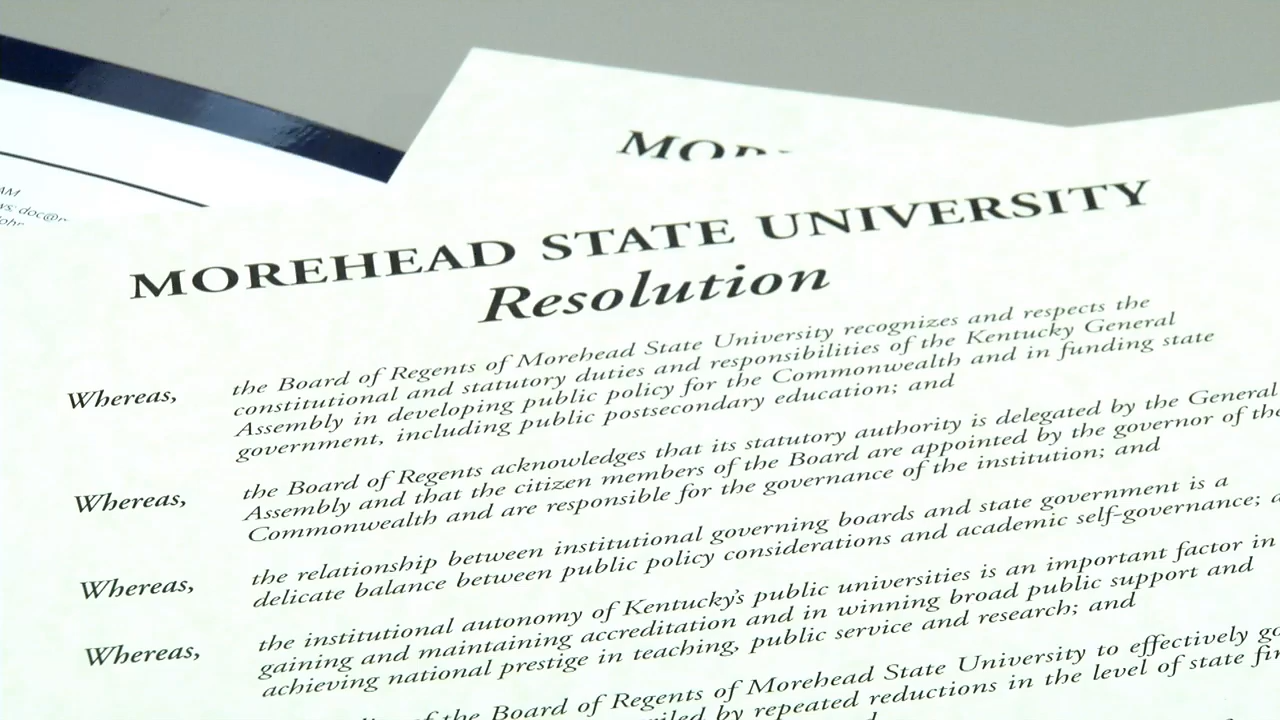 AM
doc@
MORE
MOREHEAD STATE UNIVERSITY
Resolution
Whereas, the Board of Regents of Morehead State University recognizes and respects the
constitutional and statutory duties and responsibilities of the Kentucky General
Assembly in developing public policy for the Commonwealth and in funding state
government, including public postsecondary education; and
Whereas, the Board of Regents acknowledges that its statutory authority is delegated by the General
Assembly and that the citizen members of the Board are appointed by the governor of the
Commonwealth and are responsible for the governance of the institution; and
Whereas, the relationship between institutional governing boards and state government is a
delicate balance between public policy considerations and academic self-governance;
Whereas, the institutional autonomy of Kentucky's public universities is an important factor in
gaining and maintaining accreditation and in winning broad public support and
achieving national prestige in teaching, public service and research; and
of the Board of Regents of Morehead State University to effectively
by repeated reductions in the level of state